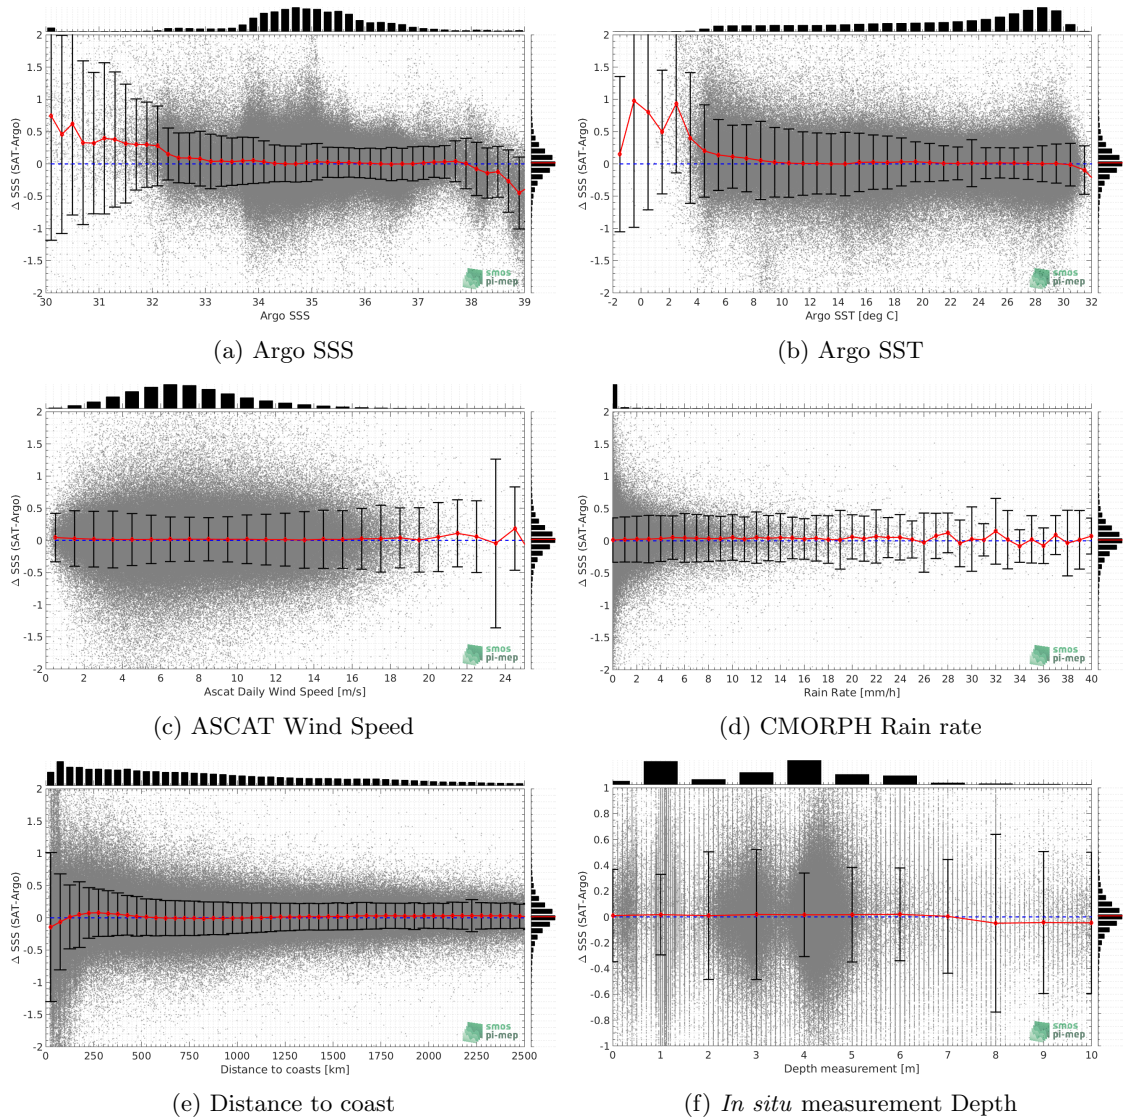 2
1.5
1
0.5
0
-0.5
-1
-1.5
-2
Δ SSS (SAT-Argo)
30 31 32 33 34 35 36 37 38 39
Argo SSS
smos
pi-mep
(a) Argo SSS
2
1.5
1
0.5
0
-0.5
-1
-1.5
-2
Δ SSS (SAT-Argo)
-2 0 2 4 6 8 10 12 14 16 18 20 22 24 26 28 30 32
Argo SST [deg C]
smos
pi-mep
(b) Argo SST
2
1.5
1
0.5
0
-0.5
-1
-1.5
-2
Δ SSS (SAT-Argo)
0 2 4 6 8 10 12 14 16 18 20 22 24
Ascat Daily Wind Speed [m/s]
smos
pi-mep
(c) ASCAT Wind Speed
2
1.5
1
0.5
0
-0.5
-1
-1.5
-2
Δ SSS (SAT-Argo)
0 2 4 6 8 10 12 14 16 18 20 22 24 26 28 30 32 34 36 38 40
Rain Rate [mm/h]
smos
pi-mep
(d) CMORPH Rain rate
2
1.5
1
0.5
0
-0.5
-1
-1.5
-2
Δ SSS (SAT-Argo)
0 250 500 750 1000 1250 1500 1750 2000 2250 2500
Distance to coasts [km]
smos
pi-mep
(e) Distance to coast
1
0.8
0.6
0.4
0.2
0
-0.2
-0.4
-0.6
-0.8
-1
Δ SSS (SAT-Argo)
0 1 2 3 4 5 6 7 8 9 10
Depth measurement [m]
smos
pi-mep
(f) In situ measurement Depth